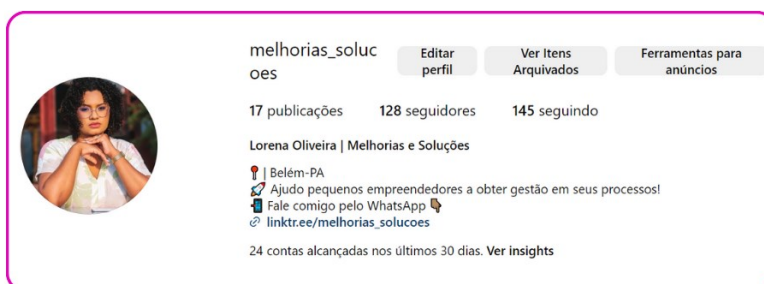 melhorias_soluc
oes
Editar
perfil
Ver Itens
Arquivados
Ferramentas para
anúncios
17 publicações 128 seguidores 145 seguindo
Lorena Oliveira | Melhorias e Soluções
📍 | Belém-PA
🚀 Ajudo pequenos empreendedores a obter gestão em seus processos!
📲 Fale comigo pelo WhatsApp 👇🏾
linktr.ee/melhorias_solucoes
24 contas alcançadas nos últimos 30 dias. Ver insights